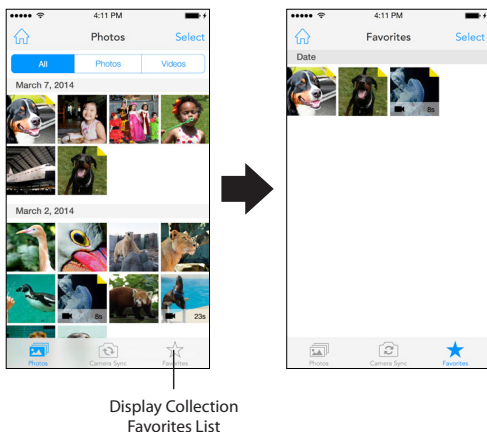 4:11 PM
Photos
Select
All
Photos
Videos
March 7, 2014
March 2, 2014
8s
23s
Photos
Camera Sync
Favorites
Display Collection
Favorites List
4:11 PM
Favorites
Select
Date
8s
Photos
Camera Sync
Favorites